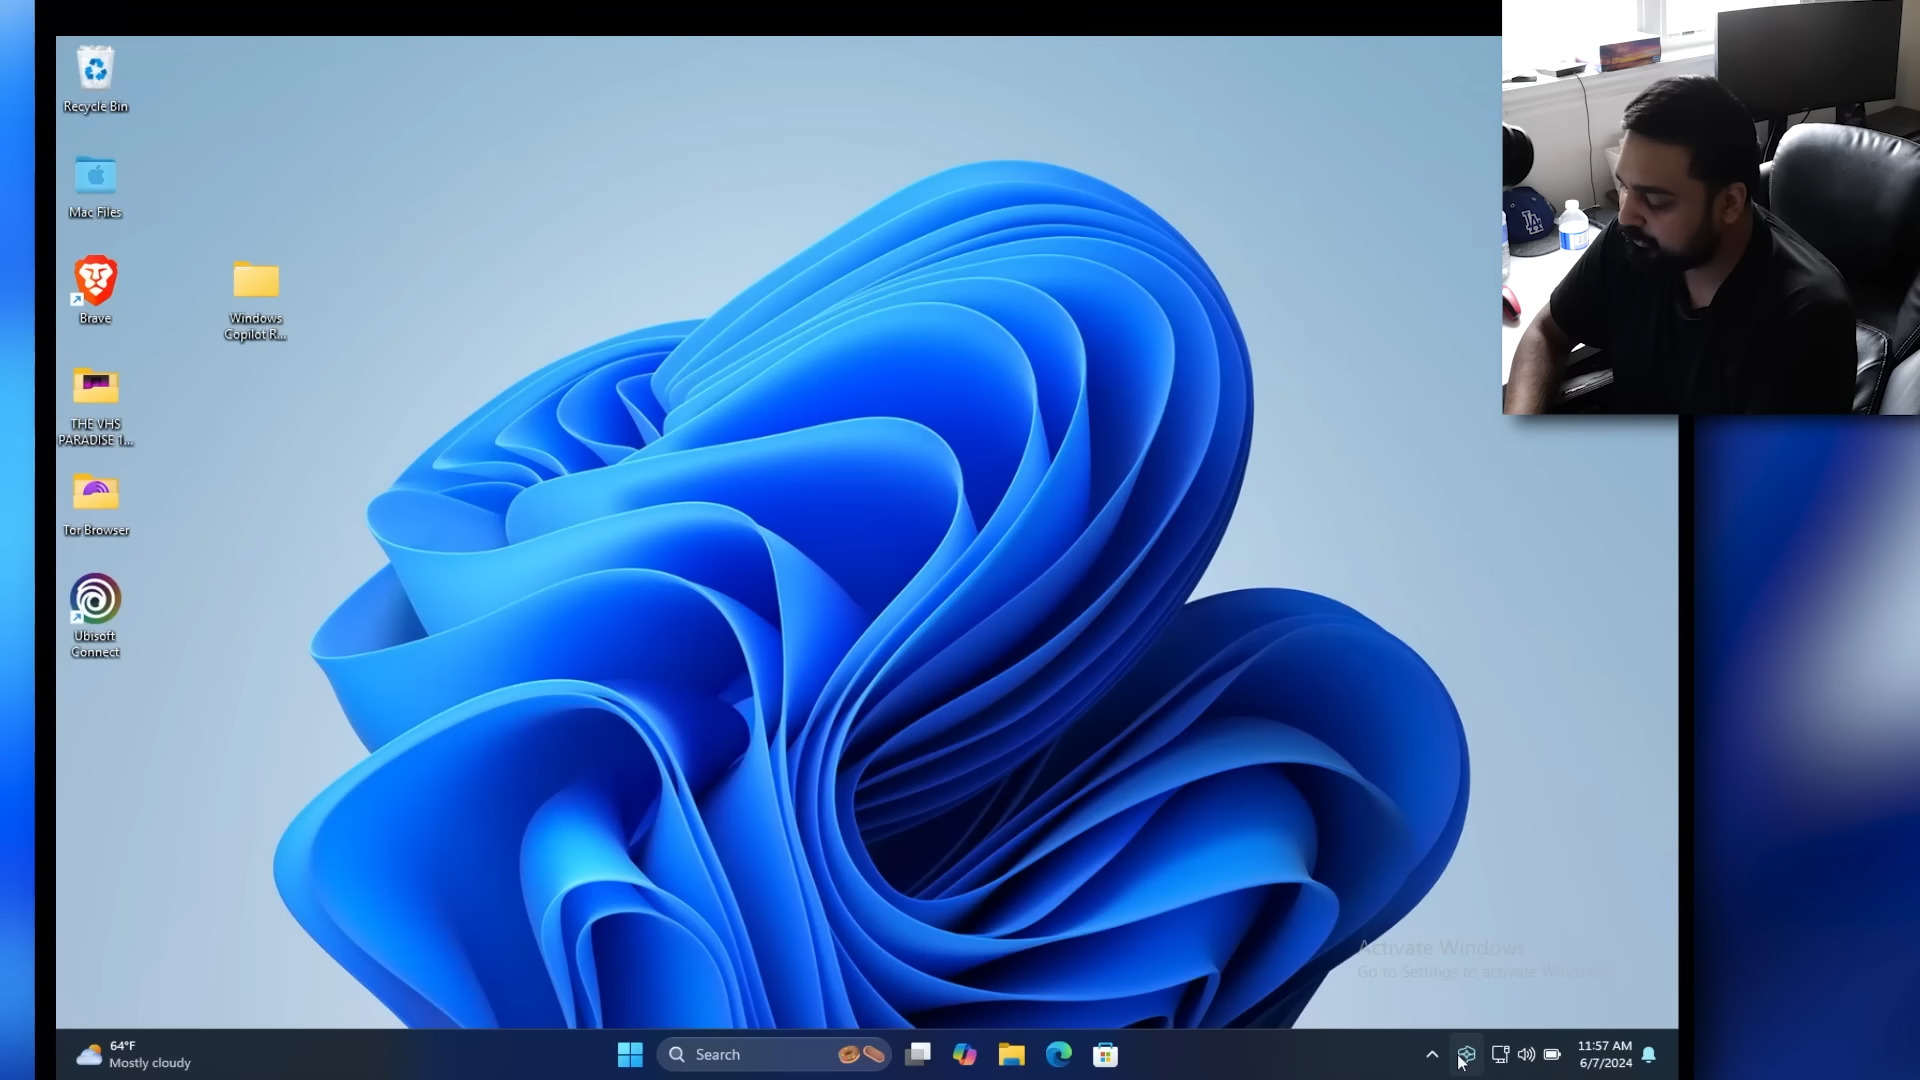 Recycle Bin
Mac Files
Brave
Windows
Copilot R...
THE VHS
PARADISE 1...
Tor Browser
Ubisoft
Connect
LA
Activate Windows
Go to Settings to activate Windows.
64°F
Mostly cloudy
Search
11:57 AM
6/7/2024